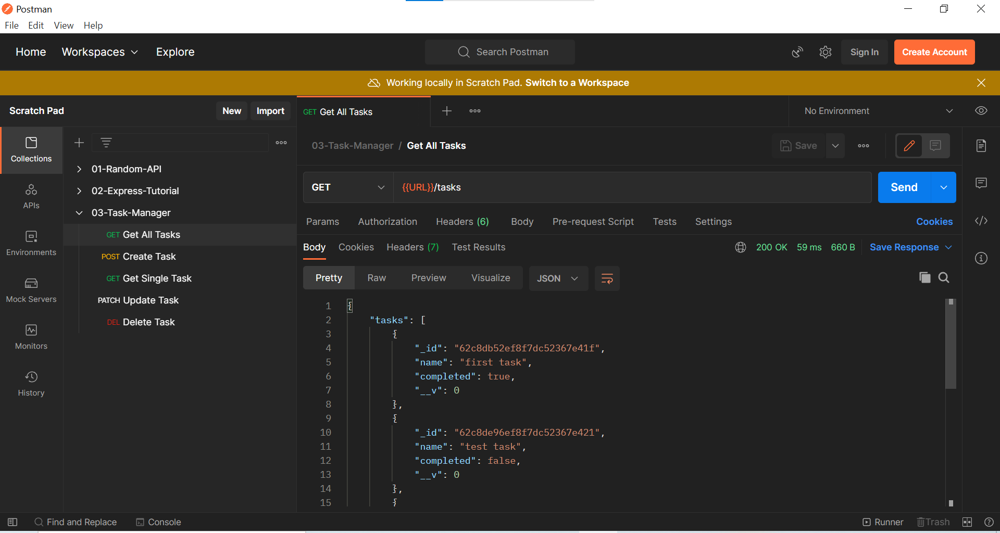 Postman
File Edit View Help
Home Workspaces Explore Search Postman Sign In Create Account
Working locally in Scratch Pad. Switch to a Workspace
Scratch Pad New Import GET Get All Tasks No Environment
Collections
APIs
Environments
Mock Servers
Monitors
History
01-Random-API
02-Express-Tutorial
03-Task-Manager
GET Get All Tasks
POST Create Task
GET Get Single Task
PATCH Update Task
DEL Delete Task
03-Task-Manager / Get All Tasks Save
GET {{URL}}/tasks Send
Params Authorization Headers (6) Body Pre-request Script Tests Settings Cookies
Body Cookies Headers (7) Test Results 200 OK 59 ms 660 B Save Response
Pretty Raw Preview Visualize JSON
1 {
2 "tasks": [
3 {
4 "_id": "62c8db52ef8f7dc52367e41f",
5 "name": "first task",
6 "completed": true,
7 "__v": 0
8 },
9 {
10 "_id": "62c8de96ef8f7dc52367e421",
11 "name": "test task",
12 "completed": false,
13 "__v": 0
14 },
15 {
Find and Replace Console Runner Trash